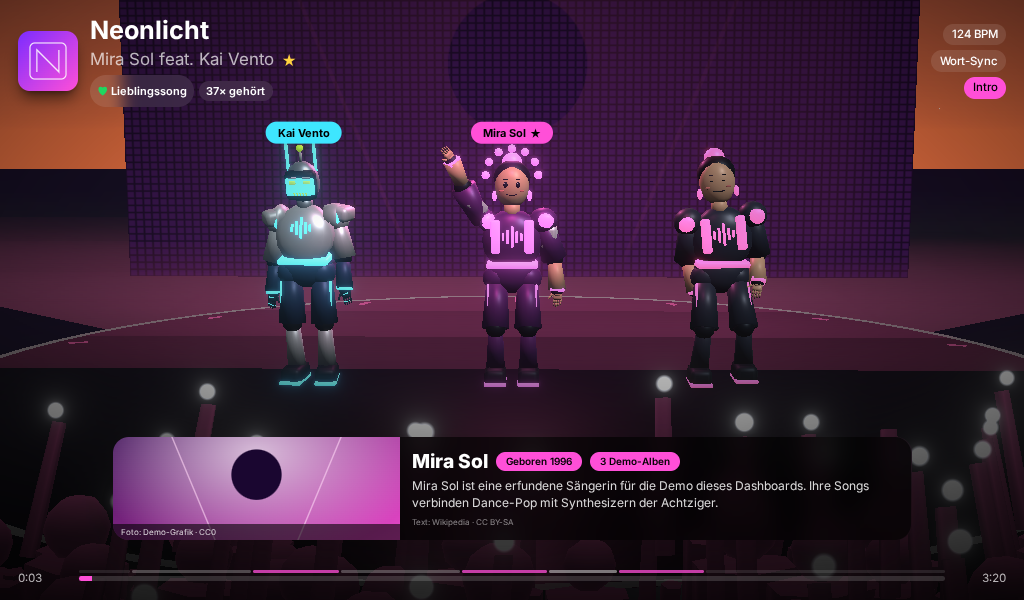 Neonlicht
Mira Sol feat. Kai Vento ★
Lieblingssong
37× gehört
124 BPM
Wort-Sync
Intro
Kai Vento
Mira Sol ★
Mira Sol
Geboren 1996
3 Demo-Alben
Mira Sol ist eine erfundene Sängerin für die Demo dieses Dashboards. Ihre Songs
verbinden Dance-Pop mit Synthesizern der Achtziger.
Text: Wikipedia · CC BY-SA
Foto: Demo-Grafik · CC0
0:03
3:20